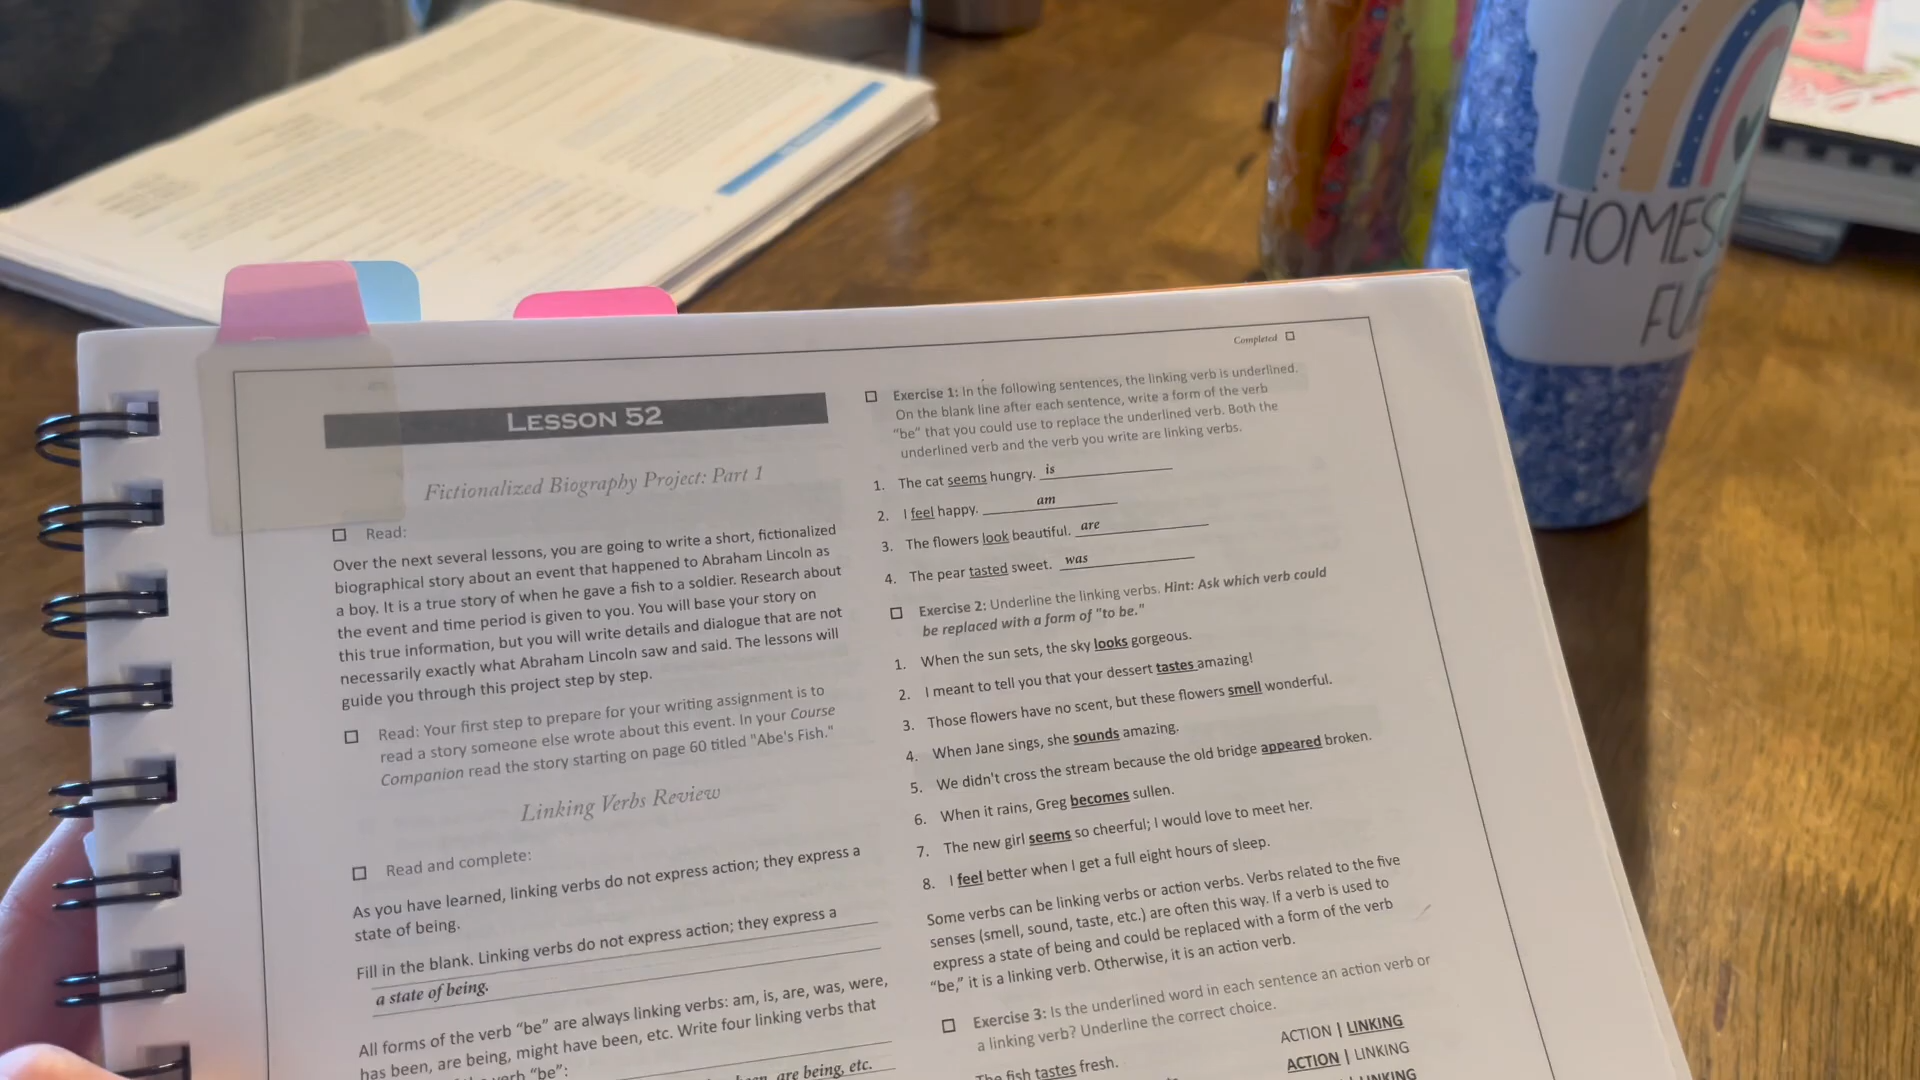 LESSON 52
Fictionalized Biography Project: Part 1
Read:
Over the next several lessons, you are going to write a short, fictionalized
biographical story about an event that happened to Abraham Lincoln as
a boy. It is a true story of when he gave a fish to a soldier. Research about
the event and time period is given to you. You will base your story on
this true information, but you will write details and dialogue that are not
necessarily exactly what Abraham Lincoln saw and said. The lessons will
guide you through this project step by step.
Read: Your first step to prepare for your writing assignment is to
read a story someone else wrote about this event. In your Course
Companion read the story starting on page 60 titled "Abe's Fish."
Linking Verbs Review
Read and complete:
As you have learned, linking verbs do not express action; they express a
state of being.
Fill in the blank. Linking verbs do not express action; they express a
a state of being.
All forms of the verb "be" are always linking verbs: am, is, are, was, were,
has been, are being, might have been, etc. Write four linking verbs that
verb "be":
are being, etc.
Completed
Exercise 1: In the following sentences, the linking verb is underlined.
On the blank line after each sentence, write a form of the verb
"be" that you could use to replace the underlined verb. Both the
underlined verb and the verb you write are linking verbs.
1. The cat seems hungry. is
2. I feel happy. am
3. The flowers look beautiful. are
4. The pear tasted sweet. was
Exercise 2: Underline the linking verbs. Hint: Ask which verb could
be replaced with a form of "to be."
1. When the sun sets, the sky looks gorgeous.
2. I meant to tell you that your dessert tastes amazing!
3. Those flowers have no scent, but these flowers smell wonderful.
4. When Jane sings, she sounds amazing.
5. We didn't cross the stream because the old bridge appeared broken.
6. When it rains, Greg becomes sullen.
7. The new girl seems so cheerful; I would love to meet her.
8. I feel better when I get a full eight hours of sleep.
Some verbs can be linking verbs or action verbs. Verbs related to the five
senses (smell, sound, taste, etc.) are often this way. If a verb is used to
express a state of being and could be replaced with a form of the verb
"be," it is a linking verb. Otherwise, it is an action verb.
Exercise 3: Is the underlined word in each sentence an action verb or
a linking verb? Underline the correct choice.
The fish tastes fresh. ACTION | LINKING
ACTION | LINKING
LINKING
HOMES
FU